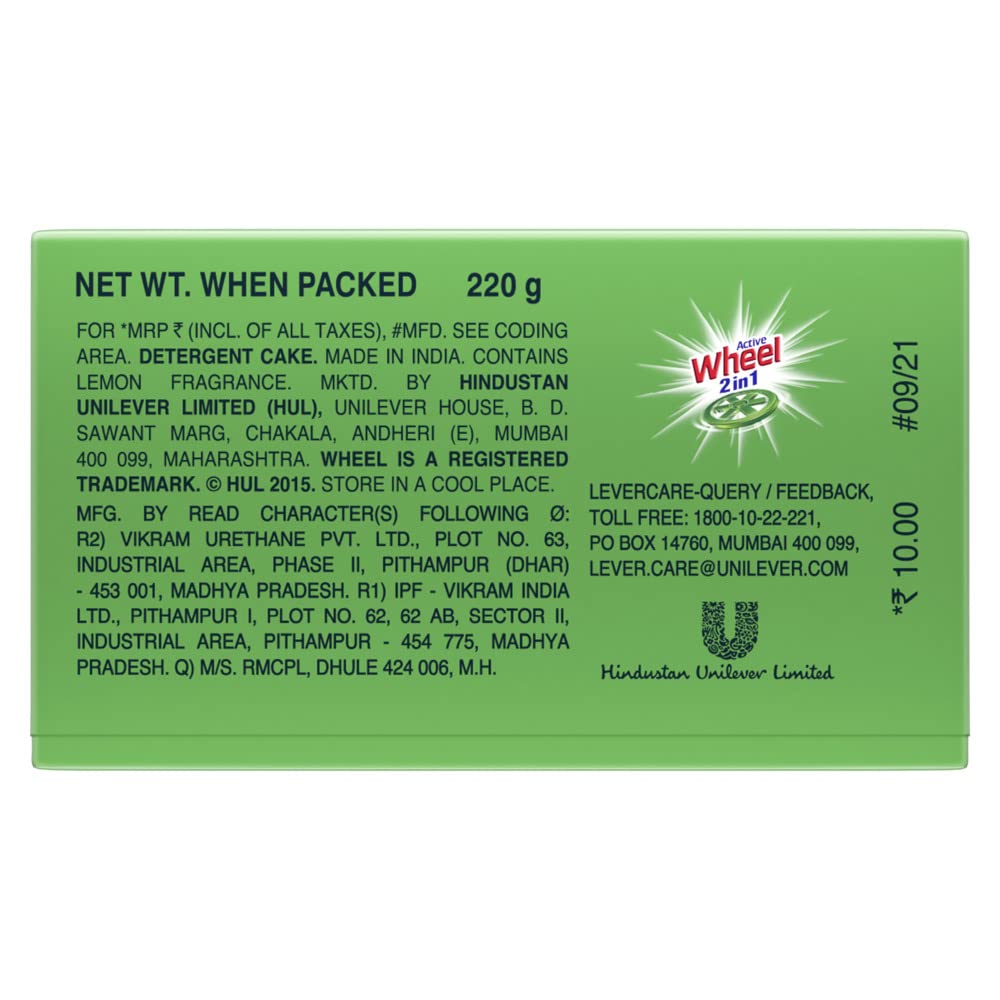 NET WT. WHEN PACKED 220 g
FOR *MRP ₹ (INCL. OF ALL TAXES), #MFD. SEE CODING
AREA. DETERGENT CAKE. MADE IN INDIA. CONTAINS
LEMON FRAGRANCE. MKTD. BY HINDUSTAN
UNILEVER LIMITED (HUL), UNILEVER HOUSE, B. D.
SAWANT MARG, CHAKALA, ANDHERI (E), MUMBAI
400 099, MAHARASHTRA. WHEEL IS A REGISTERED
TRADEMARK. © HUL 2015. STORE IN A COOL PLACE.
MFG. BY READ CHARACTER(S) FOLLOWING Ø:
R2) VIKRAM URETHANE PVT. LTD., PLOT NO. 63,
INDUSTRIAL AREA, PHASE II, PITHAMPUR (DHAR)
- 453 001, MADHYA PRADESH. R1) IPF - VIKRAM INDIA
LTD., PITHAMPUR I, PLOT NO. 62, 62 AB, SECTOR II,
INDUSTRIAL AREA, PITHAMPUR - 454 775, MADHYA
PRADESH. Q) M/S. RMCPL, DHULE 424 006, M.H.
Active
Wheel
2in1
LEVERCARE-QUERY / FEEDBACK,
TOLL FREE: 1800-10-22-221,
PO BOX 14760, MUMBAI 400 099,
LEVER.CARE@UNILEVER.COM
Hindustan Unilever Limited
*₹ 10.00 #09/21